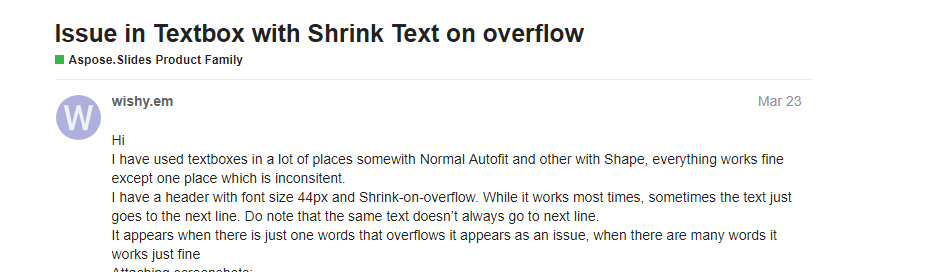 Issue in Textbox with Shrink Text on overflow
Aspose.Slides Product Family
W
wishy.em
Mar 23
Hi
I have used textboxes in a lot of places somewith Normal Autofit and other with Shape, everything works fine
except one place which is inconsitent.
I have a header with font size 44px and Shrink-on-overflow. While it works most times, sometimes the text just
goes to the next line. Do note that the same text doesn’t always go to next line.
It appears when there is just one words that overflows it appears as an issue, when there are many words it
works just fine
Attaching screenshots: